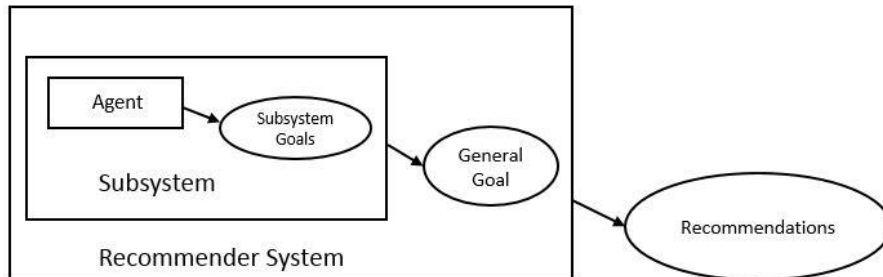 Agent
Subsystem
Goals
General
Goal
Subsystem
Recommendations
Recommender System